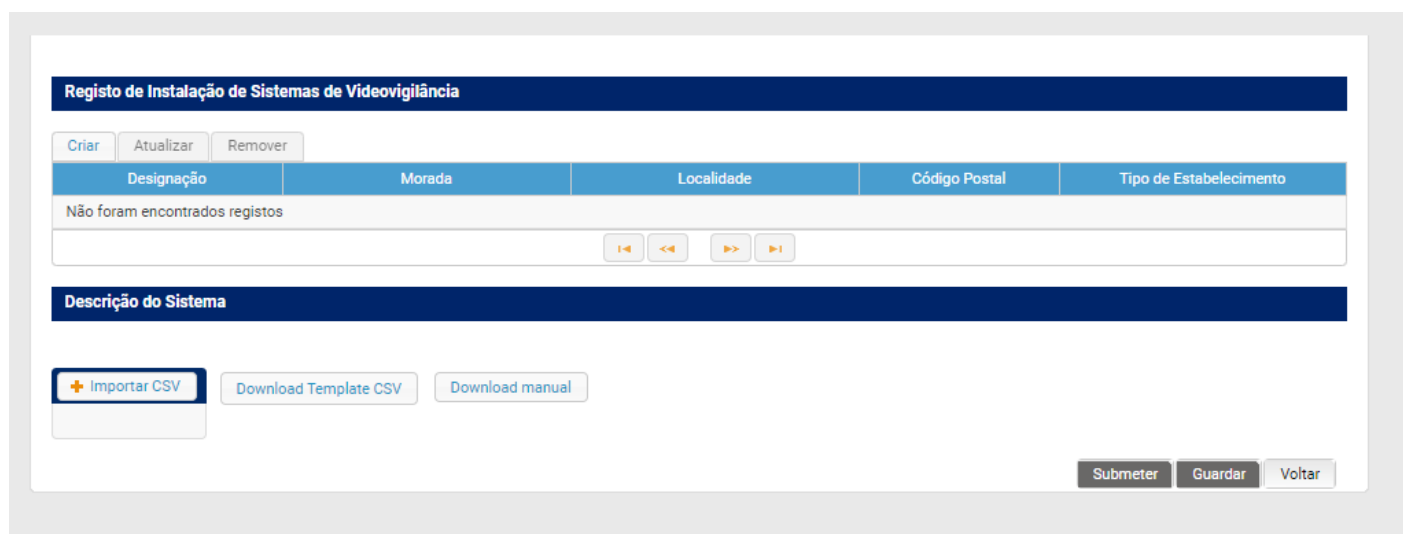 Registo de Instalação de Sistemas de Videovigilância
Criar Atualizar Remover
Designação Morada Localidade Código Postal Tipo de Estabelecimento
Não foram encontrados registos
Descrição do Sistema
Importar CSV Download Template CSV Download manual
Submeter Guardar Voltar